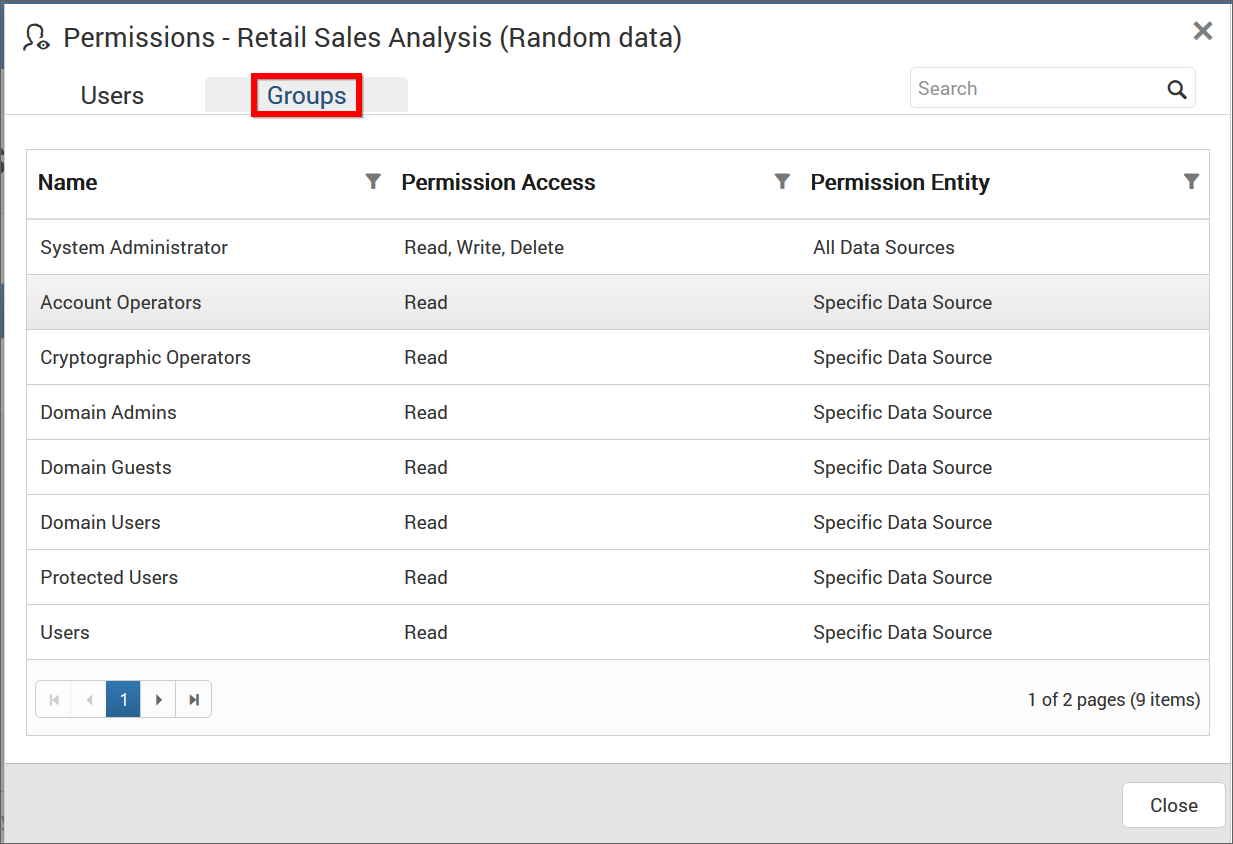 Permissions - Retail Sales Analysis (Random data)
Users Groups Search
Name Permission Access Permission Entity
System Administrator Read, Write, Delete All Data Sources
Account Operators Read Specific Data Source
Cryptographic Operators Read Specific Data Source
Domain Admins Read Specific Data Source
Domain Guests Read Specific Data Source
Domain Users Read Specific Data Source
Protected Users Read Specific Data Source
Users Read Specific Data Source
1 1 of 2 pages (9 items)
Close